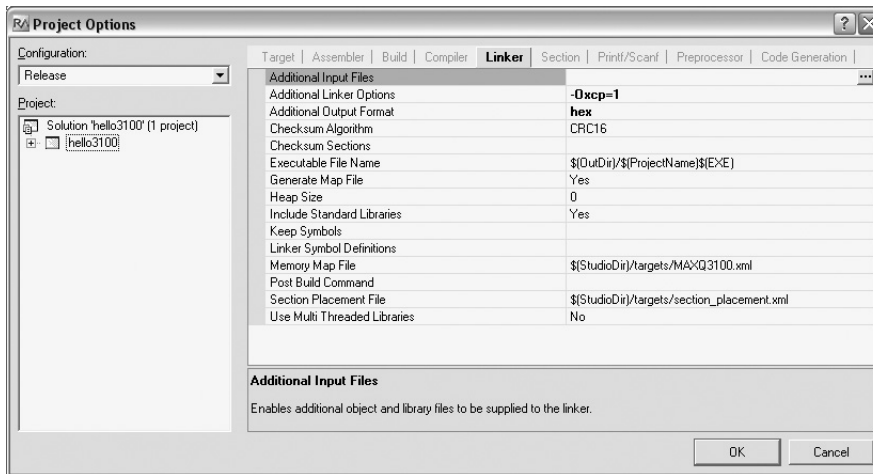 Project Options
Configuration:
Release
Project:
Solution 'hello3100' (1 project)
hello3100
Target | Assembler | Build | Compiler | Linker | Section | Printf/Scanf | Preprocessor | Code Generation |
Additional Input Files ...
Additional Linker Options -Oxcp=1
Additional Output Format hex
Checksum Algorithm CRC16
Checksum Sections
Executable File Name $(OutDir)/$(ProjectName)$(EXE)
Generate Map File Yes
Heap Size 0
Include Standard Libraries Yes
Keep Symbols
Linker Symbol Definitions
Memory Map File $(StudioDir)/targets/MAXQ3100.xml
Post Build Command
Section Placement File $(StudioDir)/targets/section_placement.xml
Use Multi Threaded Libraries No
Additional Input Files
Enables additional object and library files to be supplied to the linker.
OK Cancel